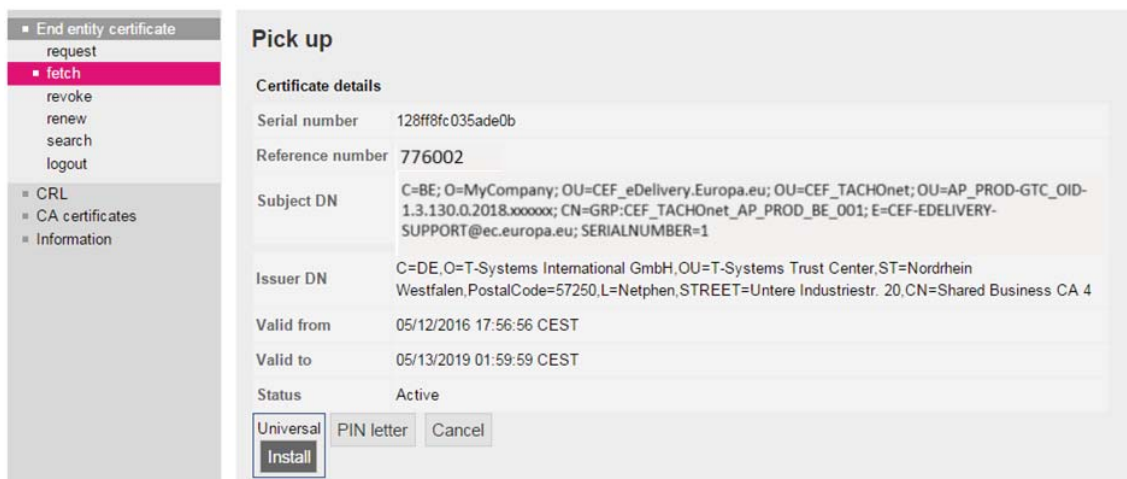 End entity certificate
request
fetch
revoke
renew
search
logout
CRL
CA certificates
Information
Pick up
Certificate details
Serial number 128ff8fc035ade0b
Reference number 776002
Subject DN
C=BE; O=MyCompany; OU=CEF_eDelivery.Europa.eu; OU=CEF_TACHOnet; OU=AP_PROD-GTC_OID-
1.3.130.0.2018.xxxxxx; CN=GRP:CEF_TACHOnet_AP_PROD_BE_001; E=CEF-EDELIVERY-
SUPPORT@ec.europa.eu; SERIALNUMBER=1
Issuer DN
C=DE,O=T-Systems International GmbH,OU=T-Systems Trust Center,ST=Nordrhein
Westfalen,PostalCode=57250,L=Netphen,STREET=Untere Industriestr. 20,CN=Shared Business CA 4
Valid from 05/12/2016 17:56:56 CEST
Valid to 05/13/2019 01:59:59 CEST
Status Active
Universal
Install
PIN letter
Cancel